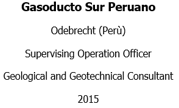 Gasoducto Sur Peruano
Odebrecht (Perù)
Supervising Operation Officer
Geological and Geotechnical Consultant
2015